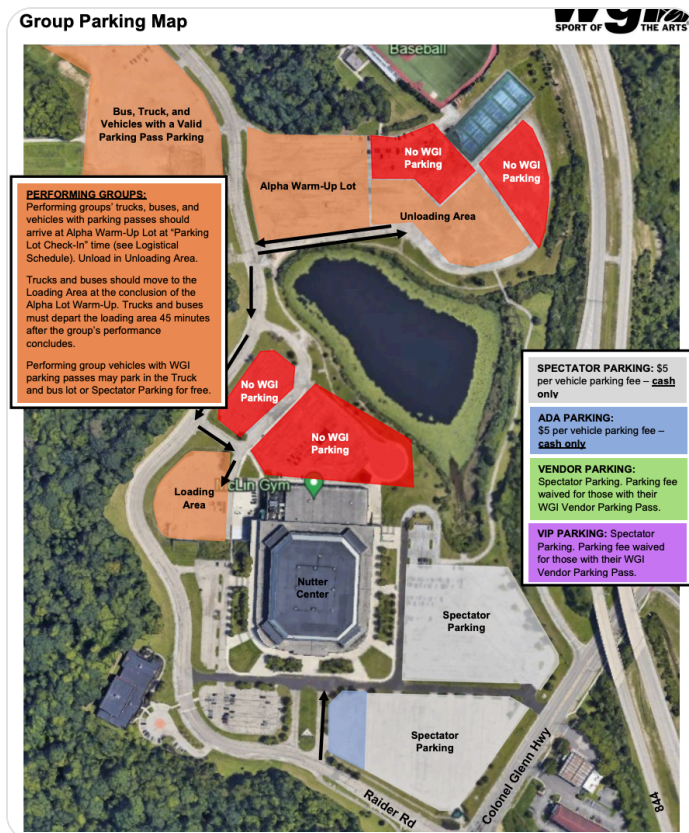 Group Parking Map
WGI
SPORT OF THE ARTS
Baseball
Bus, Truck, and
Vehicles with a Valid
Parking Pass Parking
No WGI
Parking
No WGI
Parking
Alpha Warm-Up Lot
Unloading Area
PERFORMING GROUPS:
Performing groups' trucks, buses, and
vehicles with parking passes should
arrive at Alpha Warm-Up Lot at "Parking
Lot Check-In" time (see Logistical
Schedule). Unload in Unloading Area.
Trucks and buses should move to the
Loading Area at the conclusion of the
Alpha Lot Warm-Up. Trucks and buses
must depart the loading area 45 minutes
after the group's performance
concludes.
Performing group vehicles with WGI
parking passes may park in the Truck
and bus lot or Spectator Parking for free.
SPECTATOR PARKING: $5
per vehicle parking fee – cash
only
ADA PARKING:
$5 per vehicle parking fee –
cash only
VENDOR PARKING:
Spectator Parking. Parking fee
waived for those with their
WGI Vendor Parking Pass.
VIP PARKING: Spectator
Parking. Parking fee waived
for those with their WGI
Vendor Parking Pass.
No WGI
Parking
No WGI
Parking
Loading
Area
McLin Gym
Nutter
Center
Spectator
Parking
Spectator
Parking
Raider Rd
Colonel Glenn Hwy
844